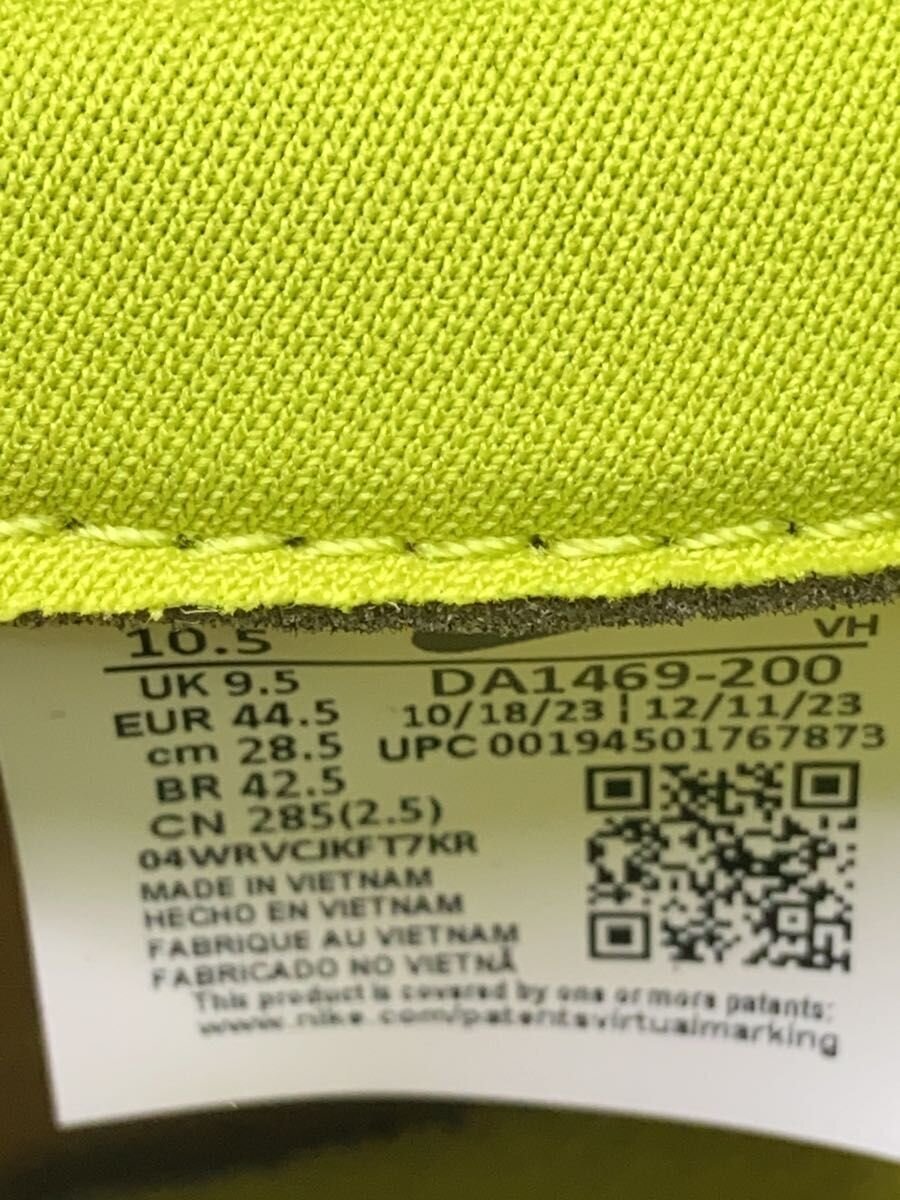 10.5
VH
UK 9.5
DA1469-200
EUR 44.5
10/18/23 | 12/11/23
cm 28.5
UPC 00194501767873
BR 42.5
CN 285(2.5)
04WRVCJKFT7KR
MADE IN VIETNAM
HECHO EN VIETNAM
FABRIQUE AU VIETNAM
FABRICADO NO VIETNÃ
This product is covered by one or more patents:
www.nike.com/patentsvirtualmarking